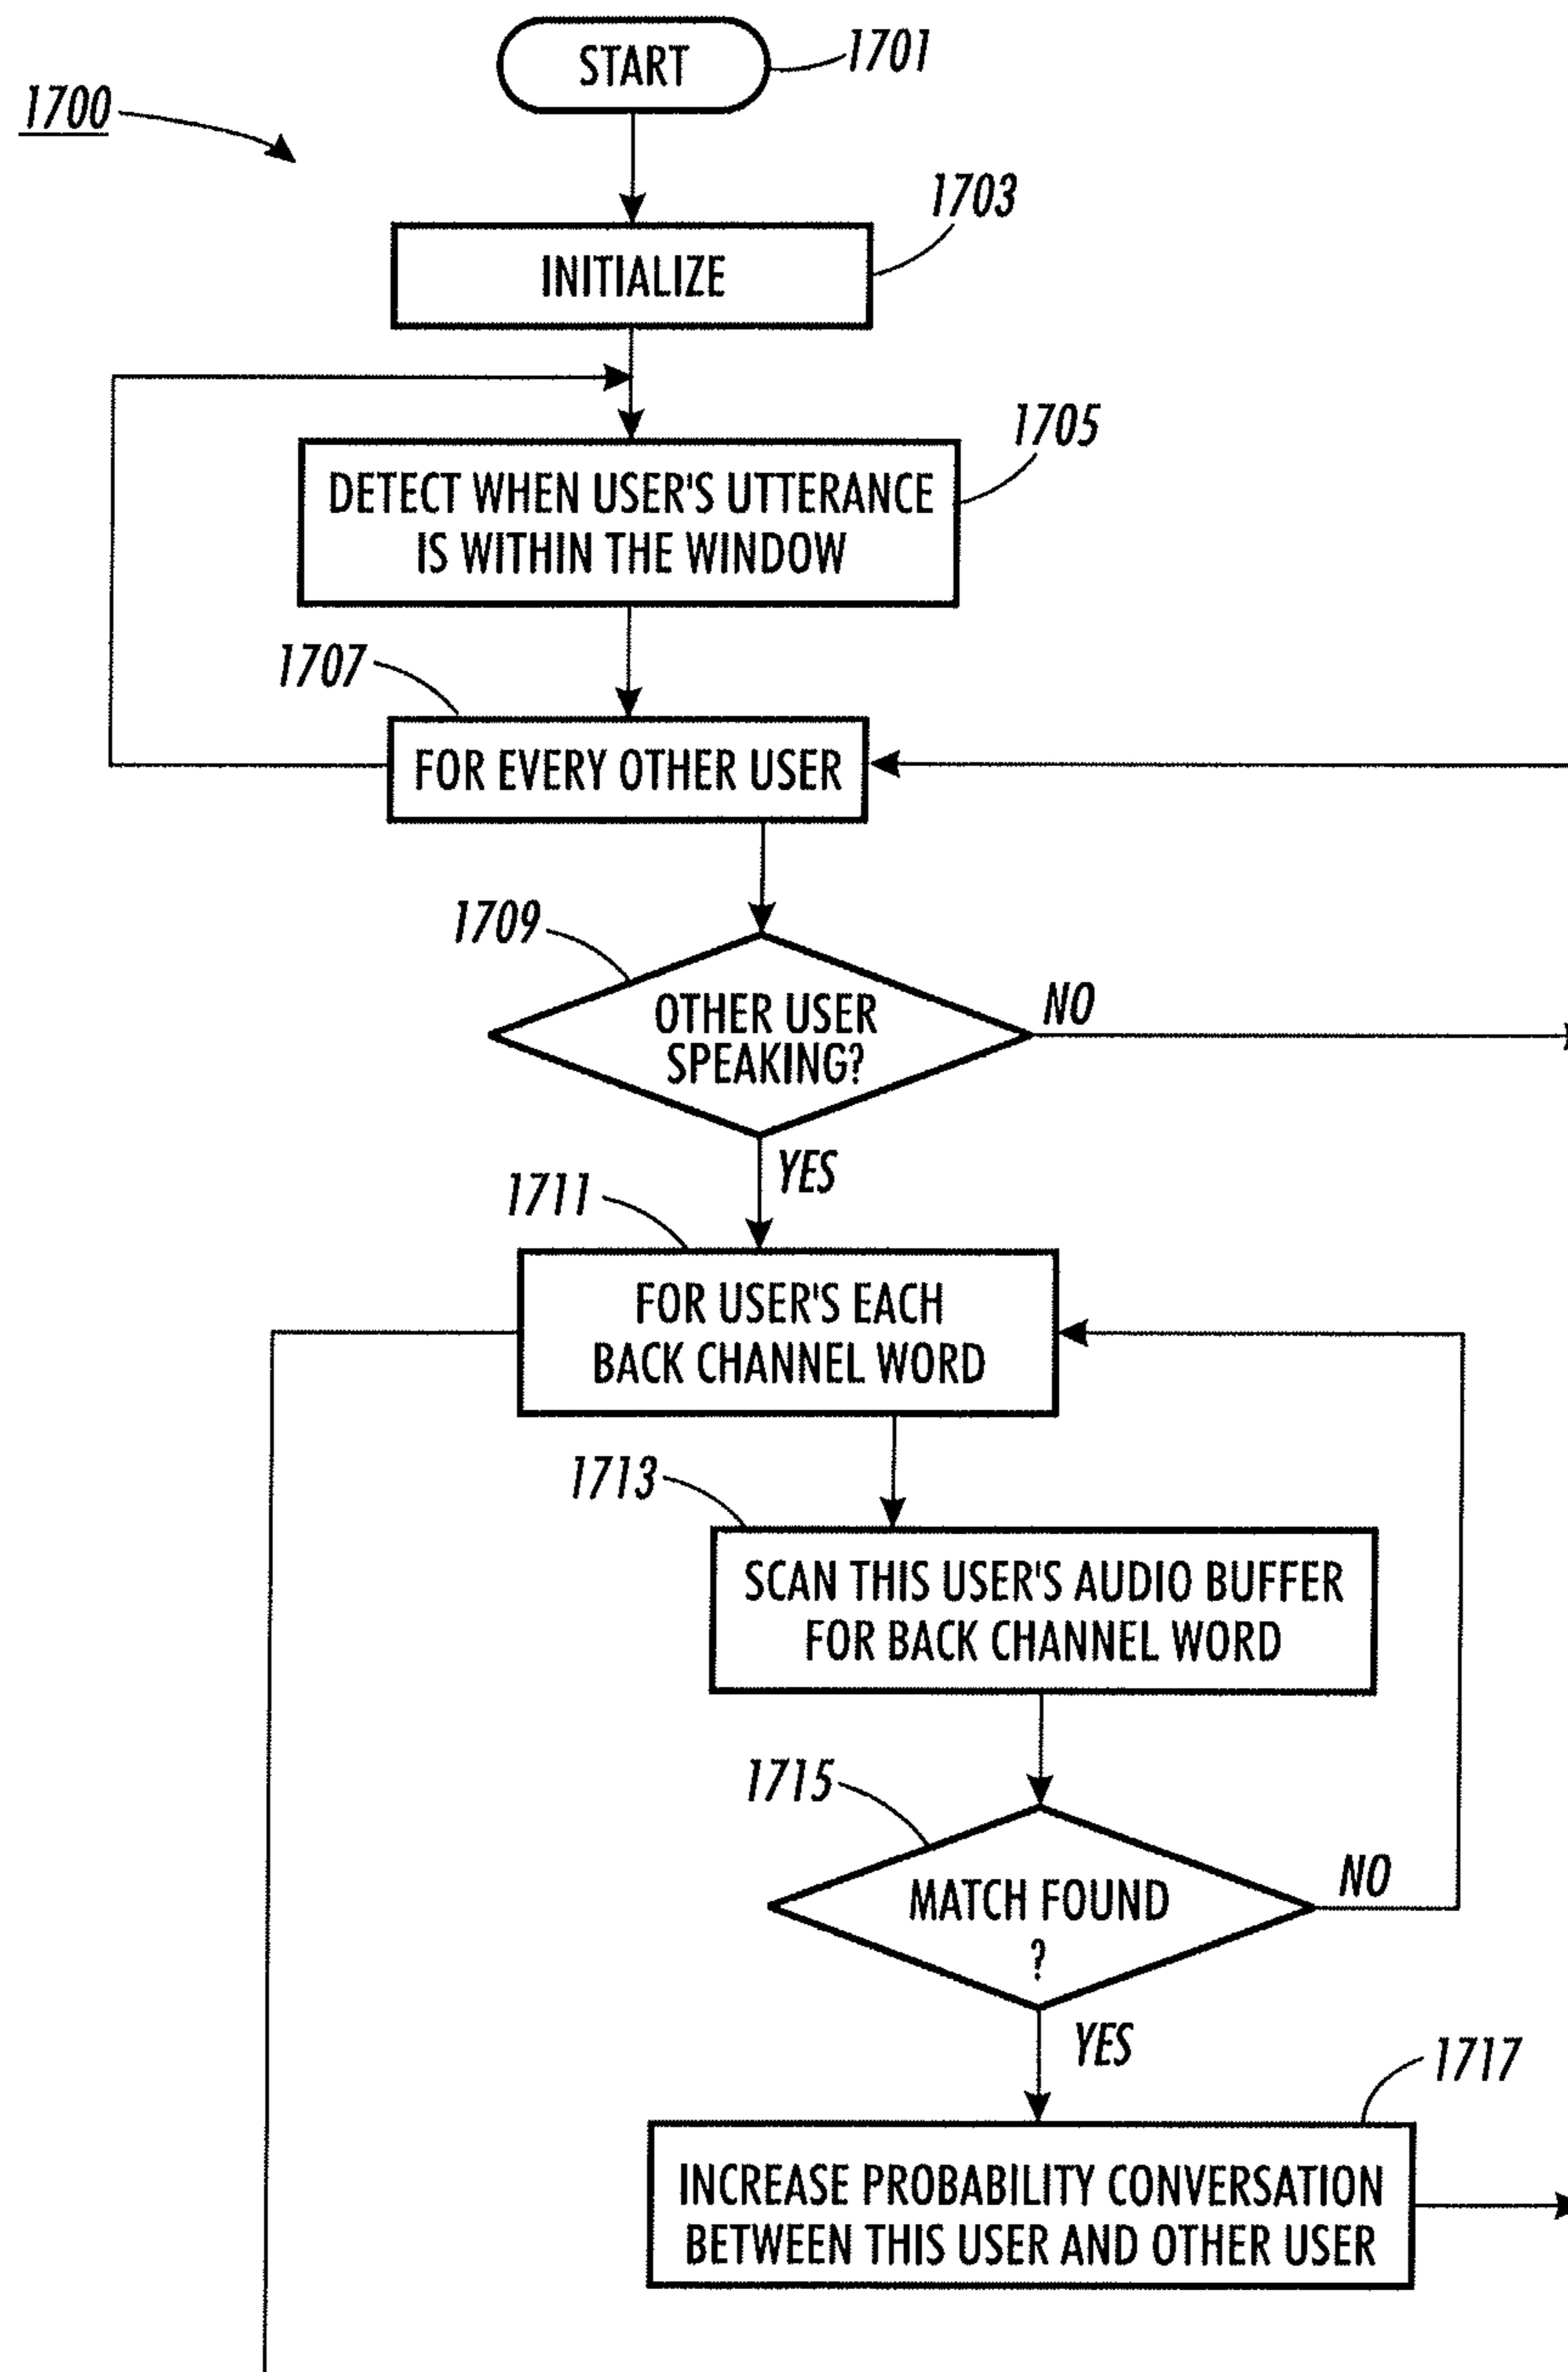 START
1701
1700
1703
INITIALIZE
1705
DETECT WHEN USER'S UTTERANCE
IS WITHIN THE WINDOW
1707
FOR EVERY OTHER USER
1709
OTHER USER
SPEAKING?
NO
YES
1711
FOR USER'S EACH
BACK CHANNEL WORD
1713
SCAN THIS USER'S AUDIO BUFFER
FOR BACK CHANNEL WORD
1715
MATCH FOUND
?
NO
YES
1717
INCREASE PROBABILITY CONVERSATION
BETWEEN THIS USER AND OTHER USER